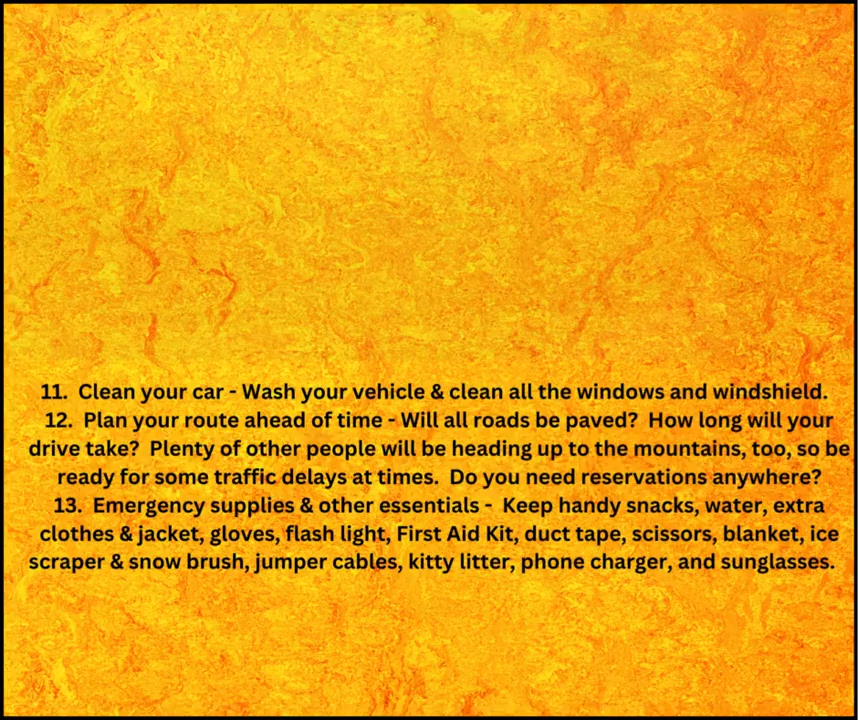 11.  Clean your car - Wash your vehicle & clean all the windows and windshield.
12.  Plan your route ahead of time - Will all roads be paved?  How long will your
drive take?  Plenty of other people will be heading up to the mountains, too, so be
ready for some traffic delays at times.  Do you need reservations anywhere?
13.  Emergency supplies & other essentials -  Keep handy snacks, water, extra
clothes & jacket, gloves, flash light, First Aid Kit, duct tape, scissors, blanket, ice
scraper & snow brush, jumper cables, kitty litter, phone charger, and sunglasses.